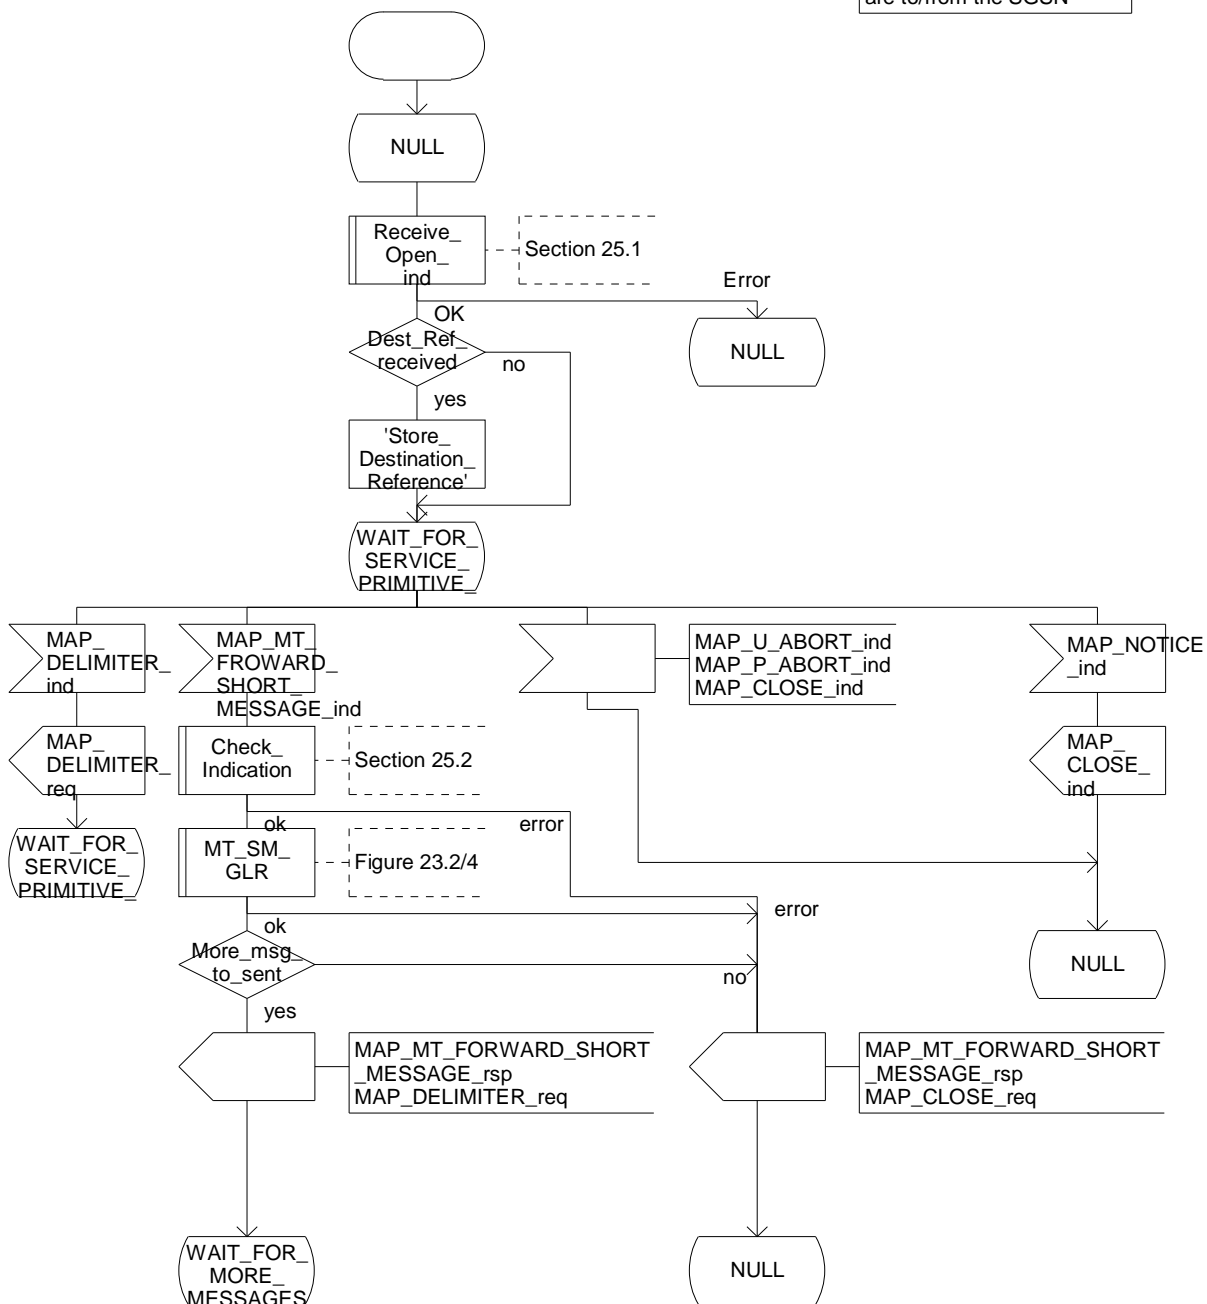 are to/from the SGSN
NULL
Receive_
Open_
ind
Section 25.1
Error
OK
Dest_Ref_
received
no
NULL
yes
'Store_
Destination_
Reference'
WAIT_FOR_
SERVICE_
PRIMITIVE_
MAP_
DELIMITER_
ind
MAP_MT_
FROWARD_
SHORT_
MESSAGE_ind
MAP_U_ABORT_ind
MAP_P_ABORT_ind
MAP_CLOSE_ind
MAP_NOTICE
_ind
MAP_
DELIMITER_
req
Check_
Indication
Section 25.2
MAP_
CLOSE_
ind
ok
error
WAIT_FOR_
SERVICE_
PRIMITIVE_
MT_SM_
GLR
Figure 23.2/4
error
ok
More_msg_
to_sent
no
NULL
yes
MAP_MT_FORWARD_SHORT
_MESSAGE_rsp
MAP_DELIMITER_req
MAP_MT_FORWARD_SHORT
_MESSAGE_rsp
MAP_CLOSE_req
WAIT_FOR_
MORE_
MESSAGES
NULL